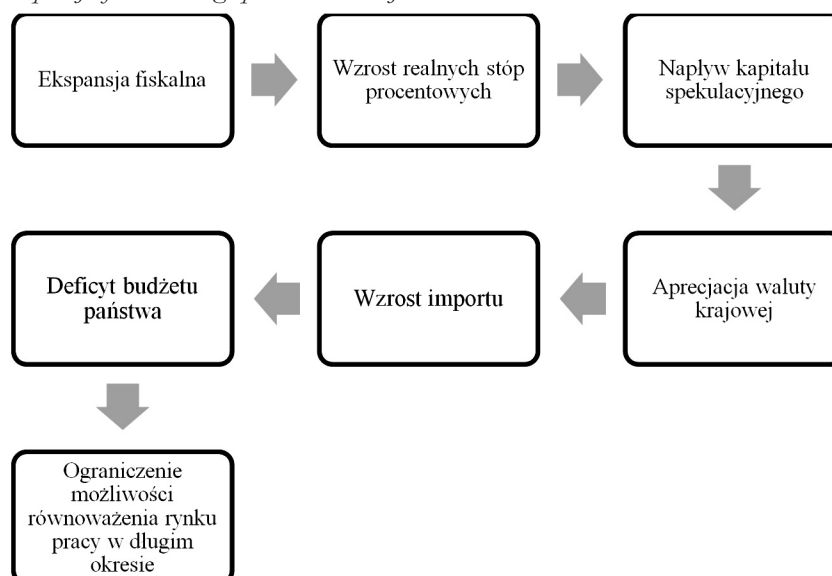 Ekspansja fiskalna
Wzrost realnych stóp
procentowych
Napływ kapitału
spekulacyjnego
Aprecjacja waluty
krajowej
Wzrost importu
Deficyt budżetu
państwa
Ograniczenie
możliwości
równoważenia rynku
pracy w długim
okresie